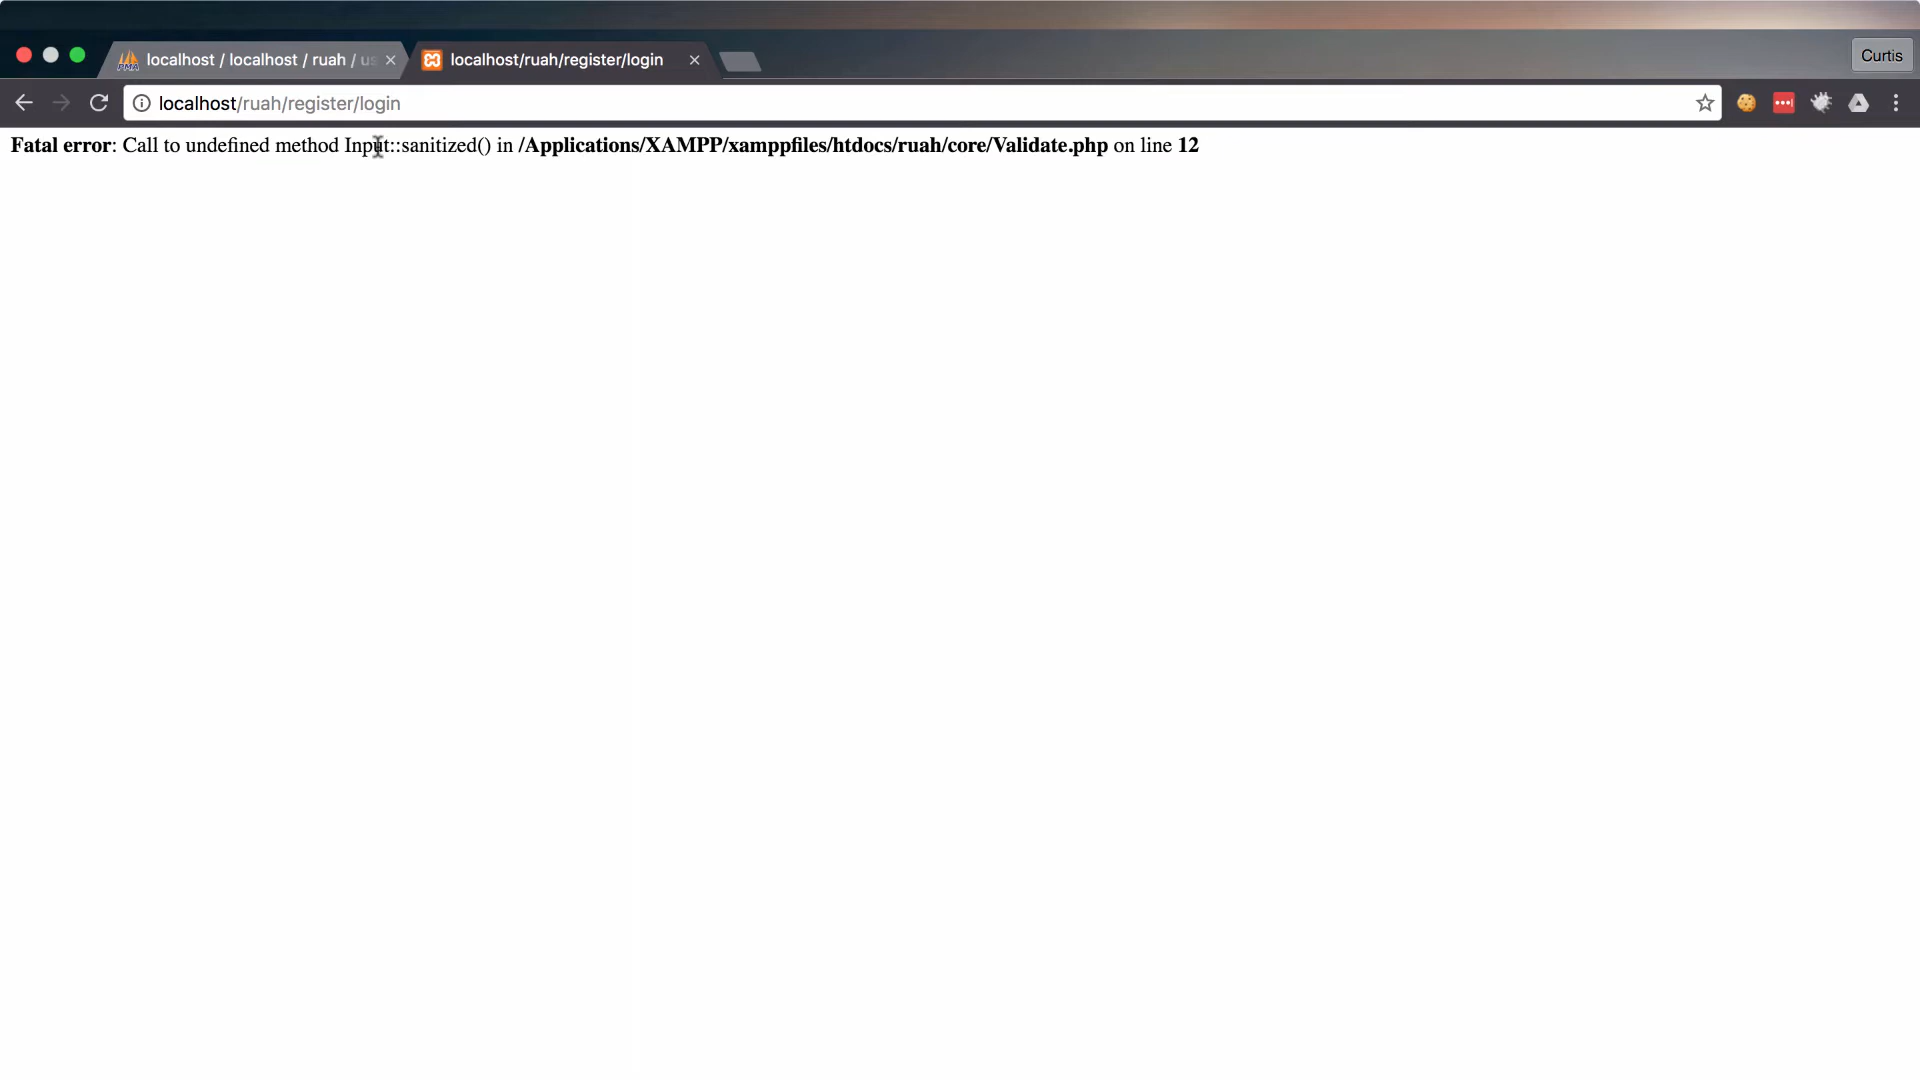 localhost / localhost / ruah / us
localhost/ruah/register/login
Curtis
localhost/ruah/register/login
Fatal error: Call to undefined method Input::sanitized() in /Applications/XAMPP/xamppfiles/htdocs/ruah/core/Validate.php on line 12